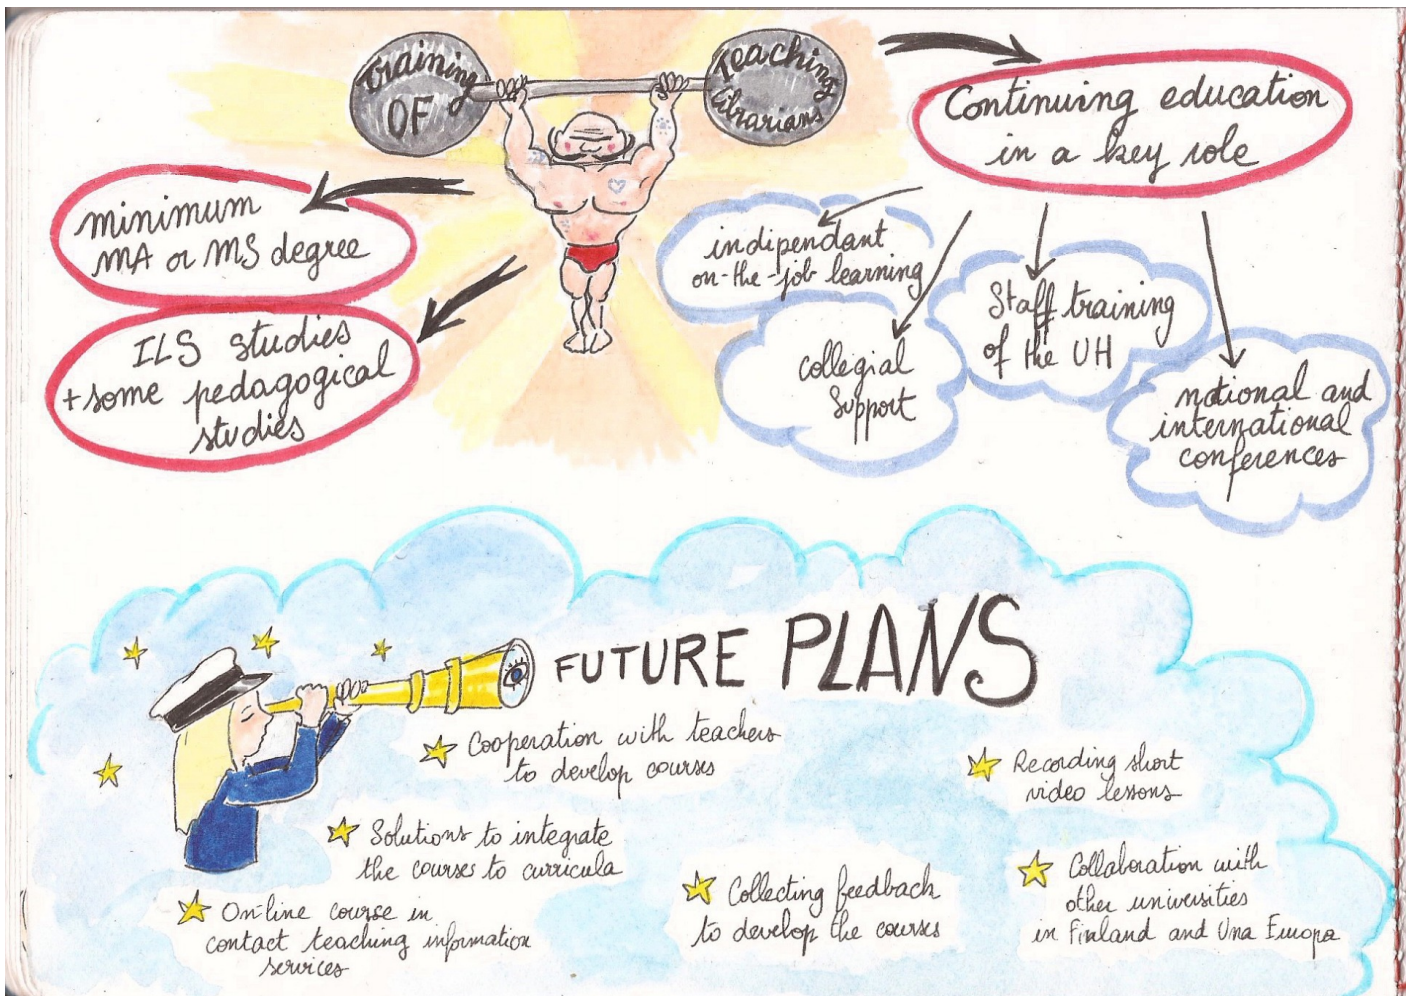 Training
OF
Teaching
librarians
Continuing education
in a key role
minimum
MA or MS degree
ILS studies
+some pedagogical
studies
indipendant
on-the-job learning
collegial
Support
Staff training
of the UH
national and
international
conferences
FUTURE PLANS
Cooperation with teachers
to develop courses
Recording short
video lessons
Solutions to integrate
the courses to curricula
Collecting feedback
to develop the courses
Collaboration with
other universities
in Finland and Una Europa
On-line course in
contact teaching information
services